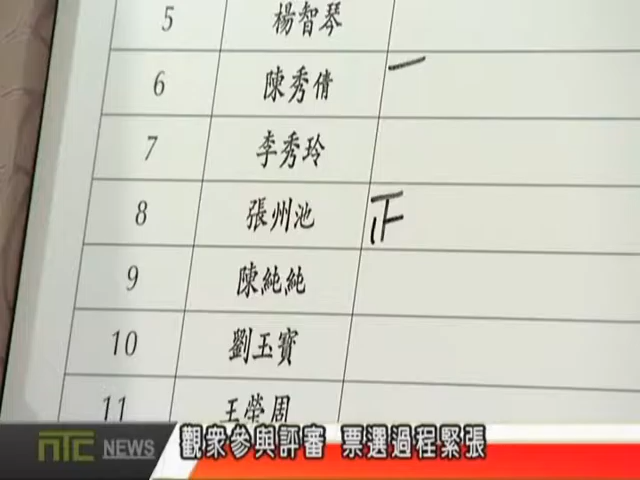 5 楊智琴
6 陳秀倩 一
7 李秀玲
8 張州池 正
9 陳純純
10 劉玉寶
11 王榮周
NTC NEWS 觀眾參與評審 票選過程緊張